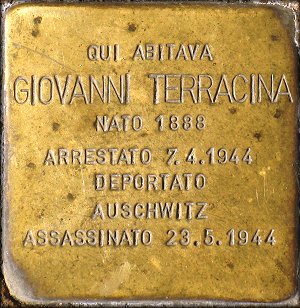 QUI ABITAVA
GIOVANNI TERRACINA
NATO 1888
ARRESTATO 7.4.1944
DEPORTATO
AUSCHWITZ
ASSASSINATO 23.5.1944